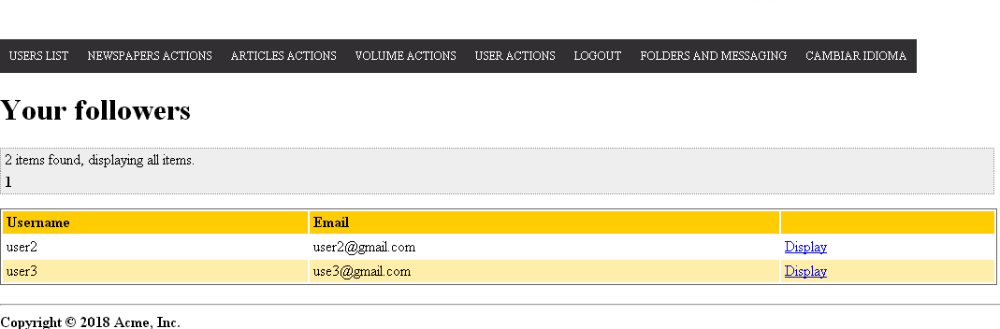 USERS LIST NEWSPAPERS ACTIONS ARTICLES ACTIONS VOLUME ACTIONS USER ACTIONS LOGOUT FOLDERS AND MESSAGING CAMBIAR IDIOMA
Your followers
2 items found, displaying all items.
1
Username Email
user2 user2@gmail.com Display
user3 use3@gmail.com Display
Copyright © 2018 Acme, Inc.